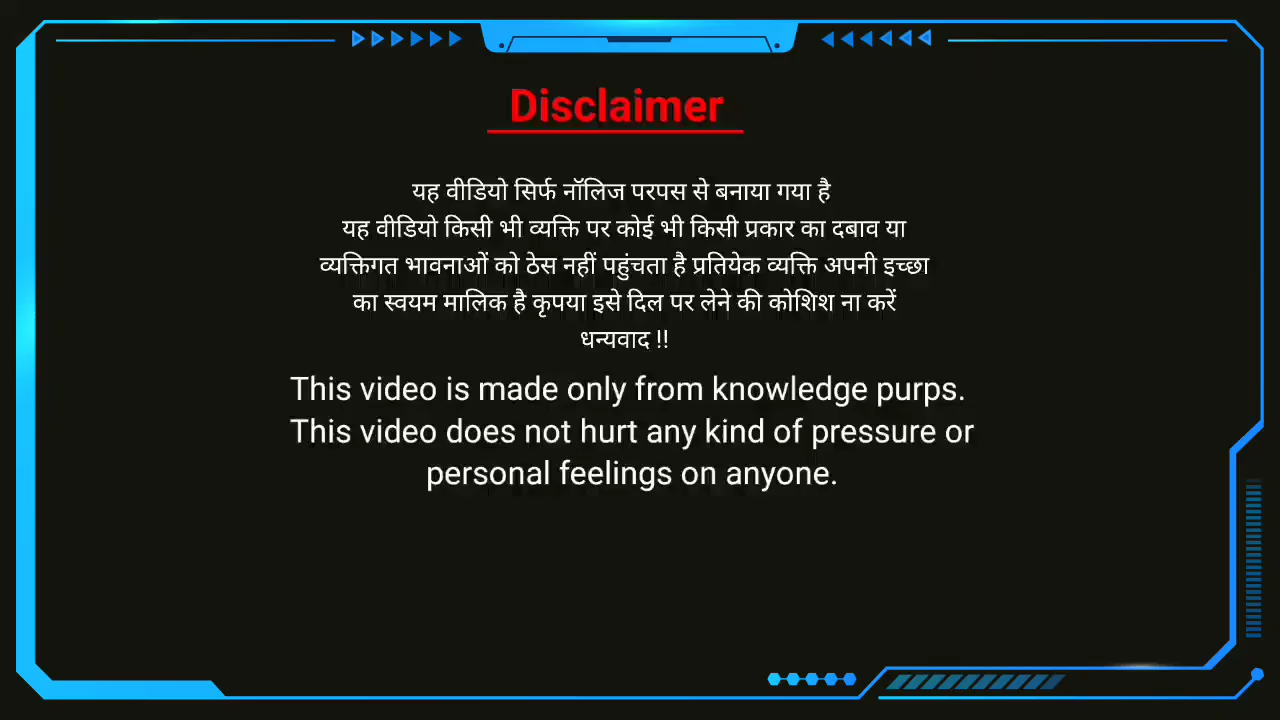 Disclaimer
यह वीडियो सिर्फ नॉलिज परपस से बनाया गया है
यह वीडियो किसी भी व्यक्ति पर कोई भी किसी प्रकार का दबाव या
व्यक्तिगत भावनाओं को ठेस नहीं पहुंचता है प्रतियेक व्यक्ति अपनी इच्छा
का स्वयम मालिक है कृपया इसे दिल पर लेने की कोशिश ना करें
धन्यवाद !!
This video is made only from knowledge purps.
This video does not hurt any kind of pressure or
personal feelings on anyone.